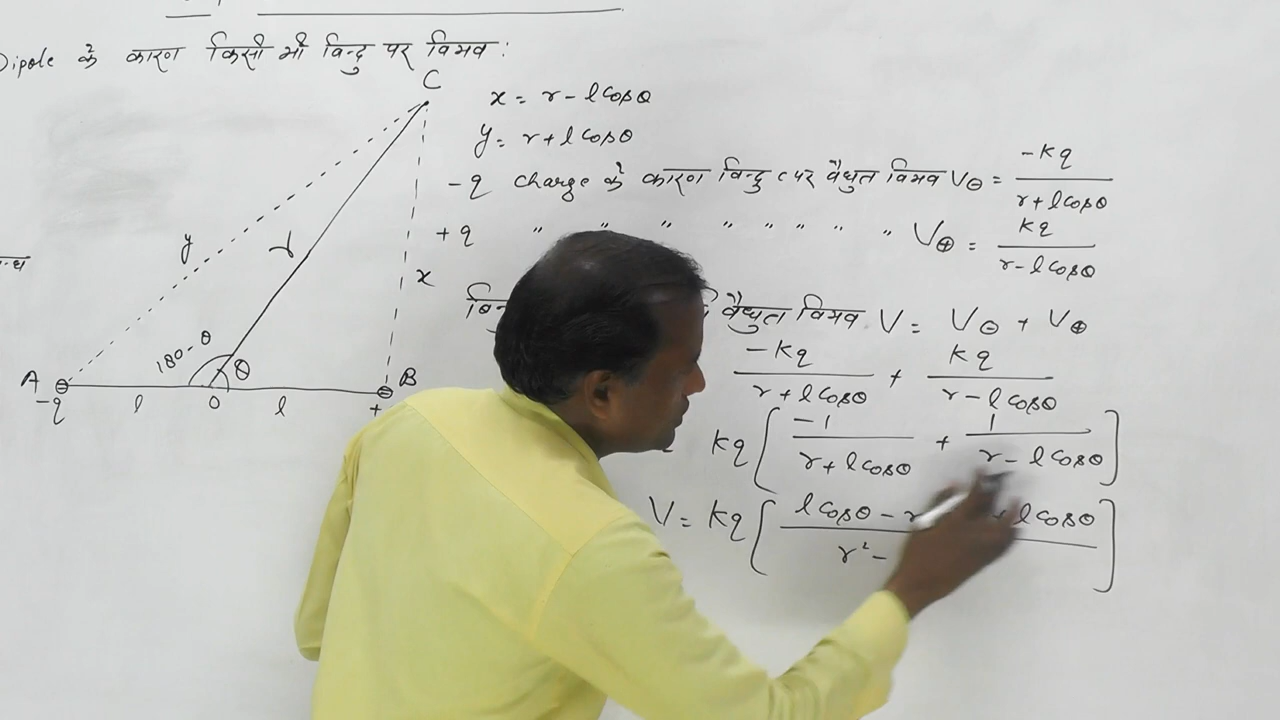 Dipole के कारण किसी भी विन्दु पर विभव :
C
x = r - l cosθ
y = r + l cosθ
-q charge के कारण विन्दु C पर वैधुत विभव V⊖ = -Kq / r + l cosθ
+q " " " " " " " " V⊕ = Kq / r - l cosθ
y r x
वैधुत विभव V = V⊖ + V⊕
-Kq / r + l cosθ + Kq / r - l cosθ
180-θ θ
A ⊖ B
-q l O l +
Kq [ -1 / r + l cosθ + 1 / r - l cosθ ]
V = Kq [ l cosθ - r + l cosθ / r² - ]